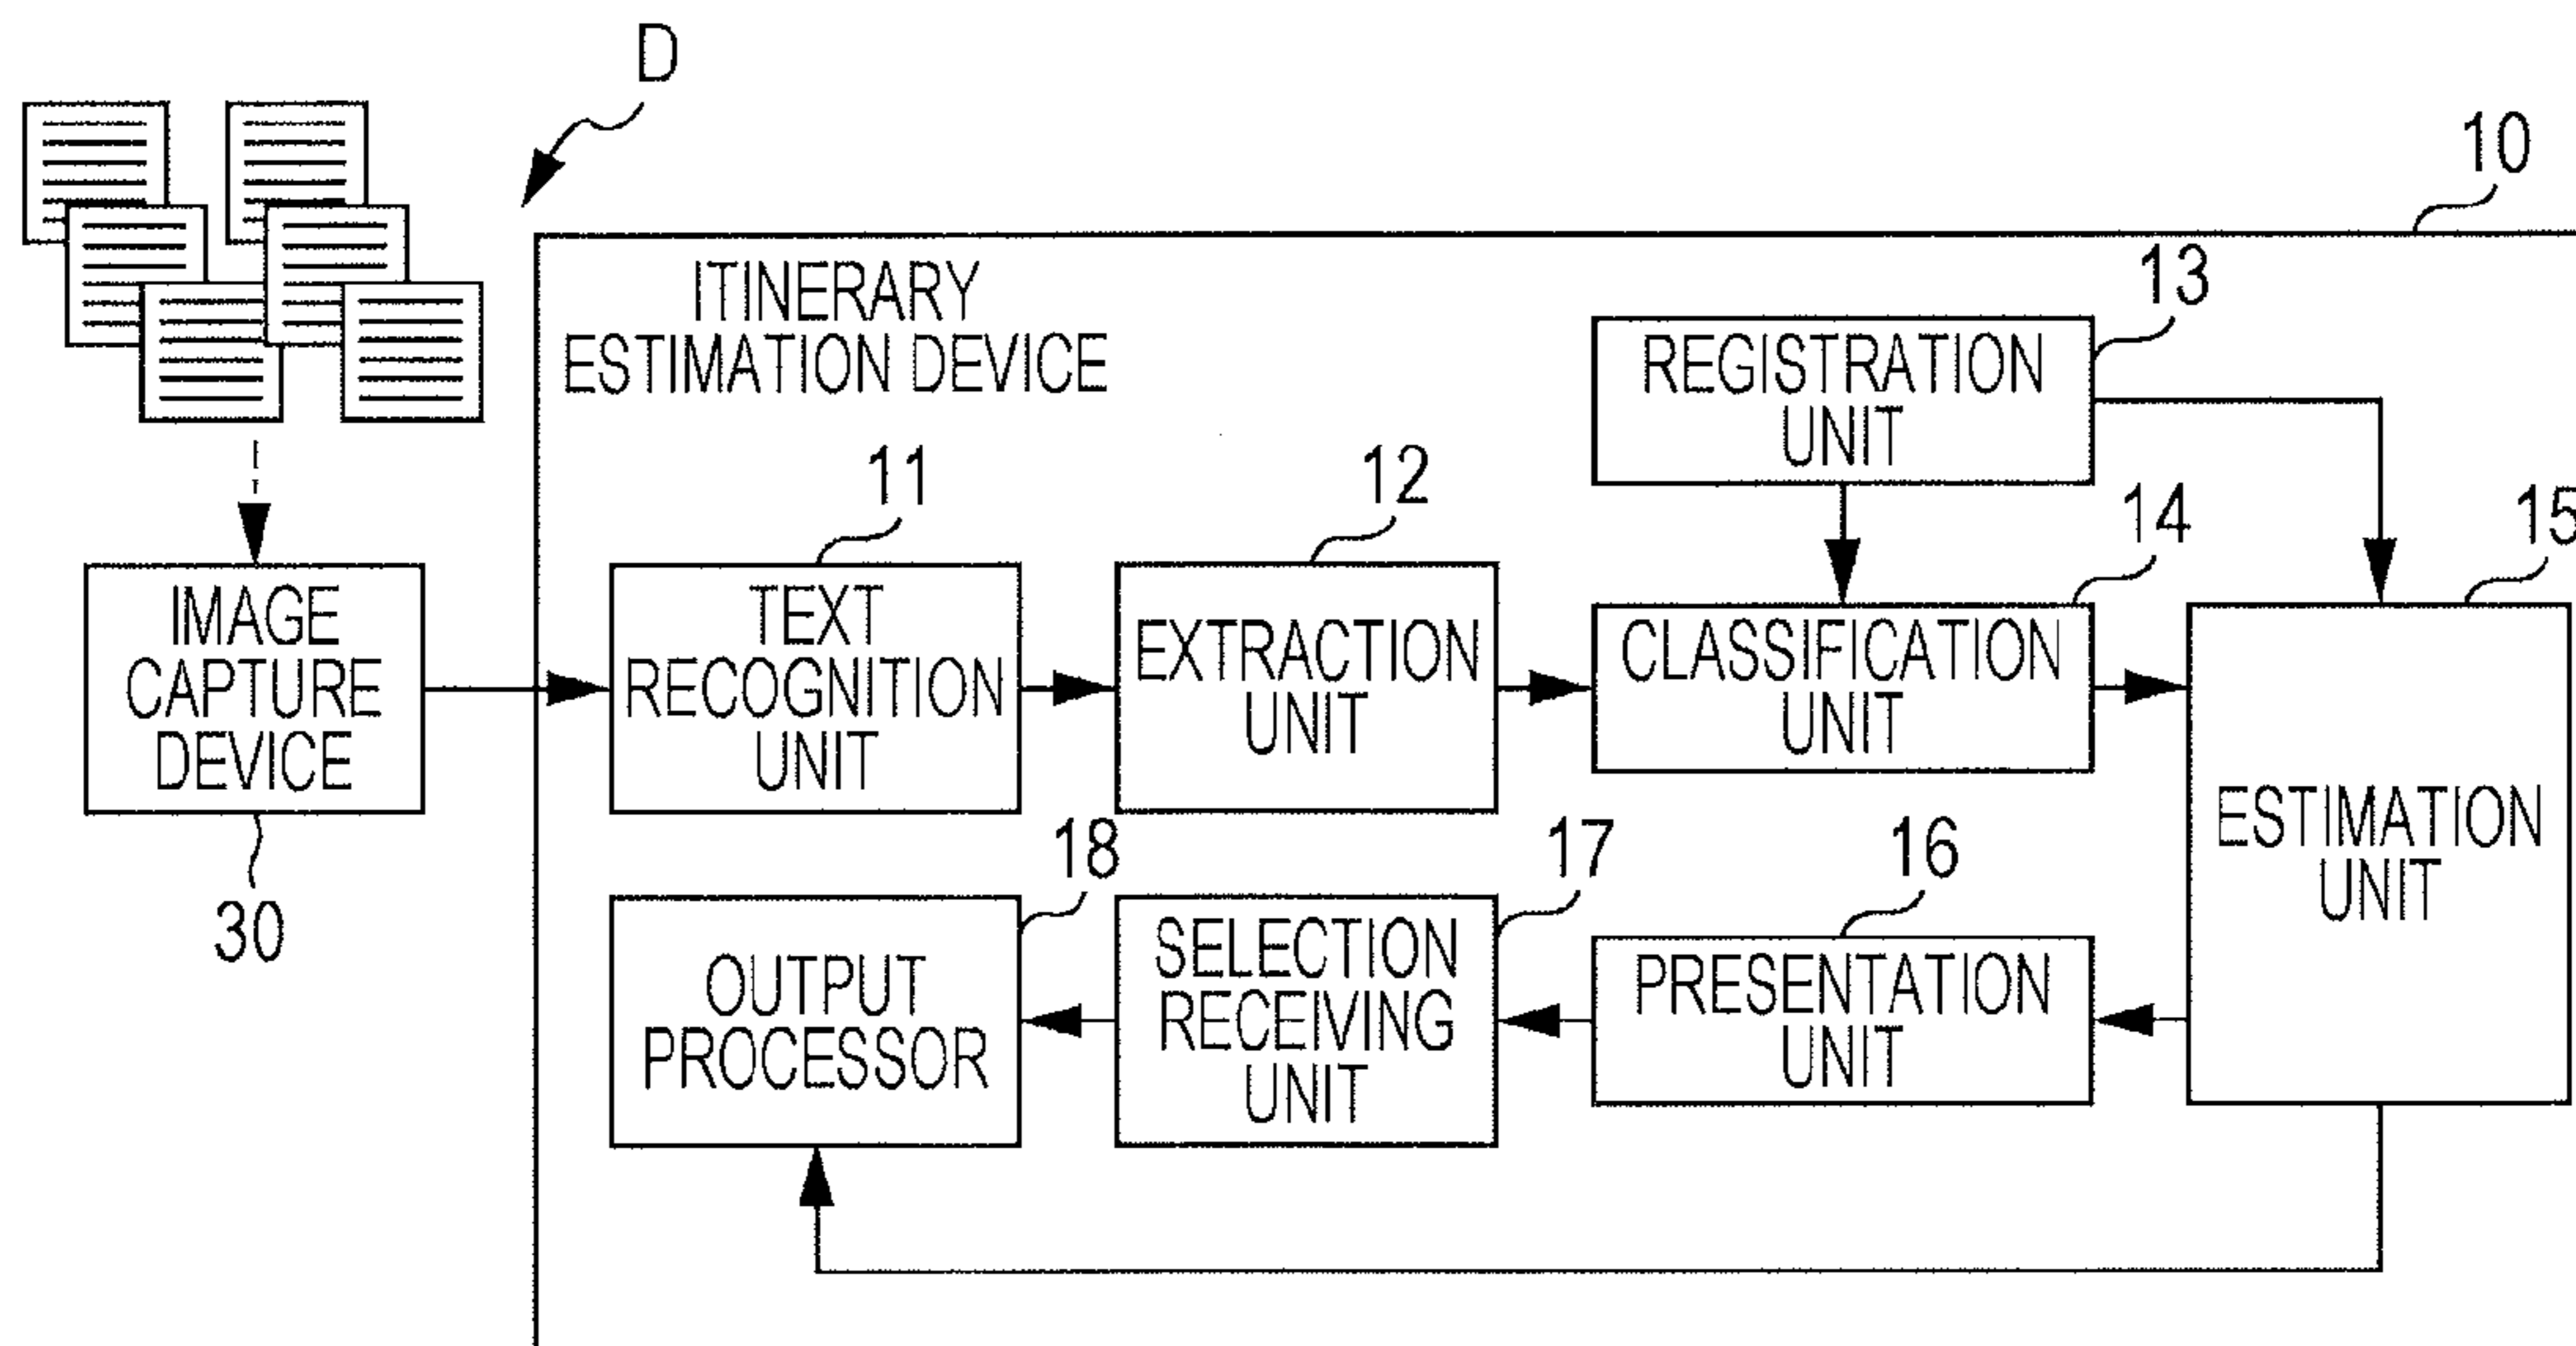 D
10
ITINERARY
ESTIMATION DEVICE
13
REGISTRATION
UNIT
11
12
14
15
IMAGE
CAPTURE
DEVICE
30
TEXT
RECOGNITION
UNIT
EXTRACTION
UNIT
CLASSIFICATION
UNIT
ESTIMATION
UNIT
18
17
16
OUTPUT
PROCESSOR
SELECTION
RECEIVING
UNIT
PRESENTATION
UNIT